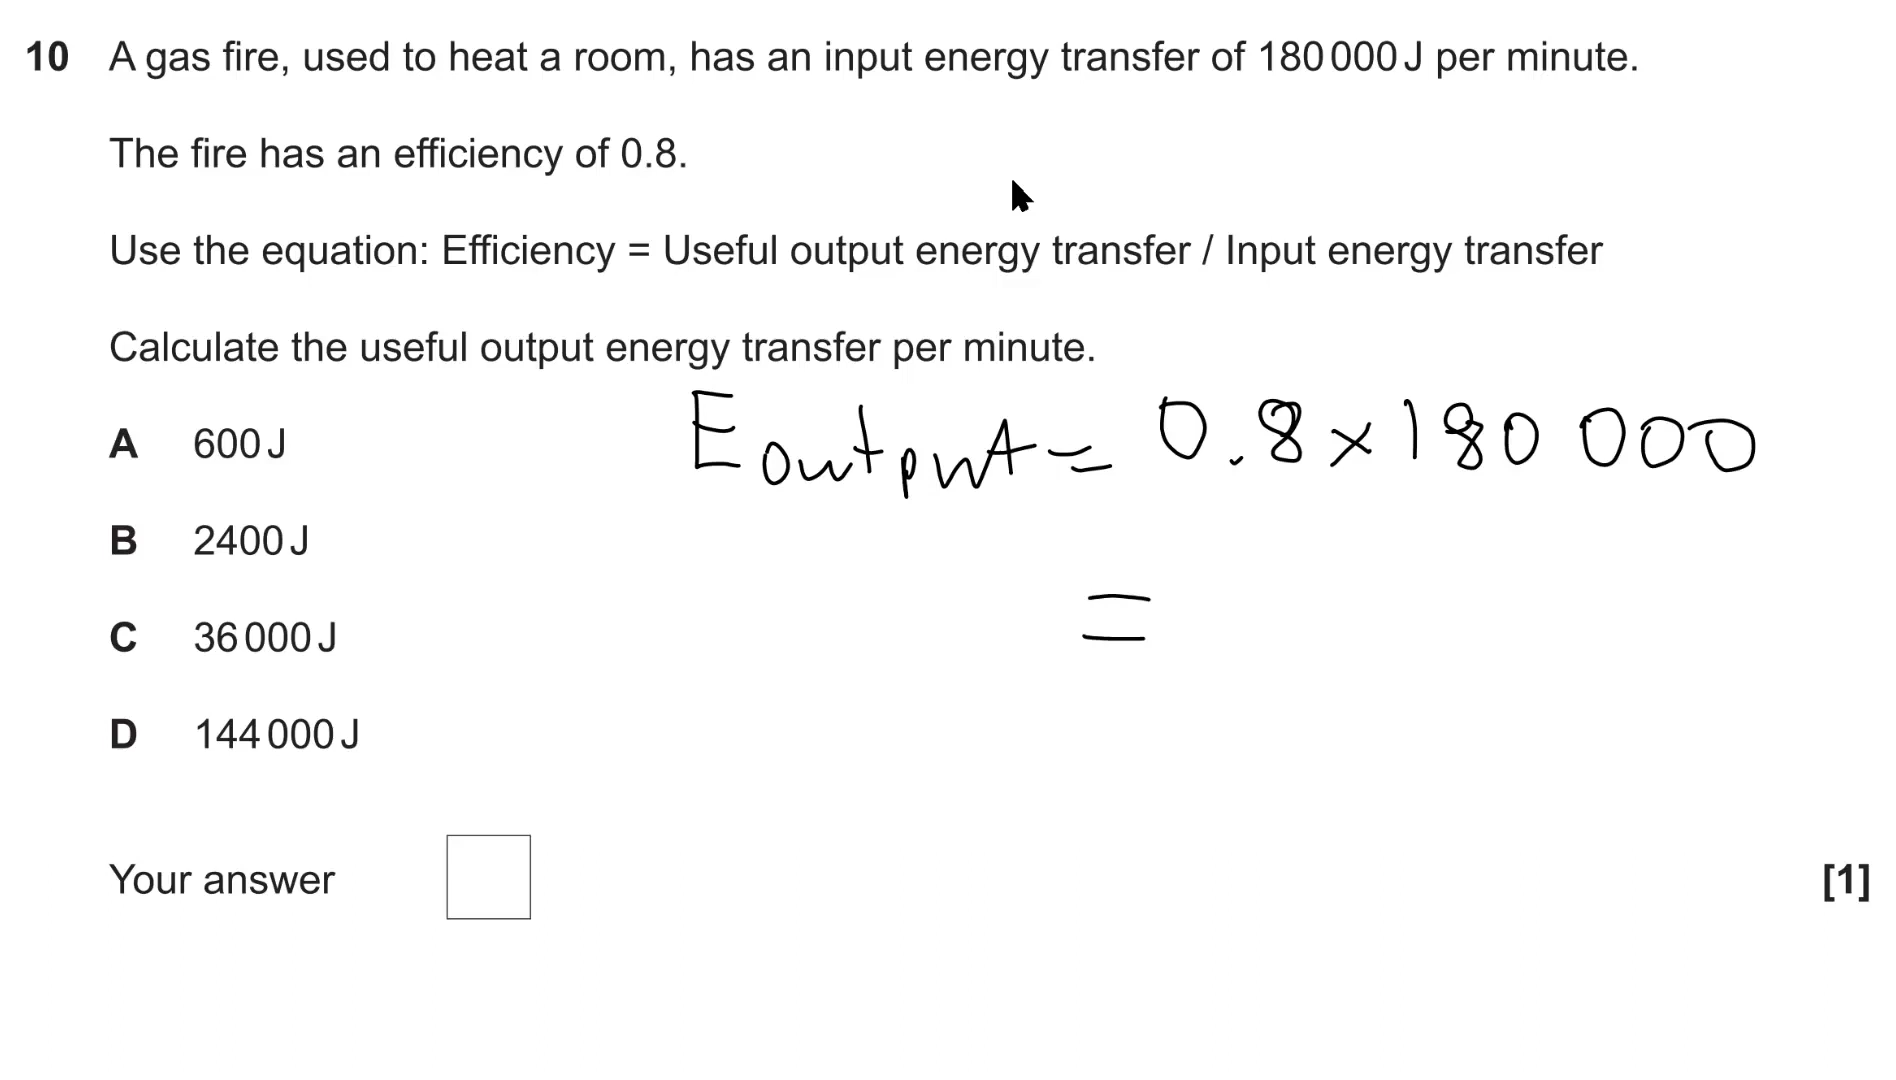 10 A gas fire, used to heat a room, has an input energy transfer of 180 000 J per minute.
The fire has an efficiency of 0.8.
Use the equation: Efficiency = Useful output energy transfer / Input energy transfer
Calculate the useful output energy transfer per minute.
E output = 0.8 × 180 000
A 600 J
B 2400 J
=
C 36 000 J
D 144 000 J
Your answer [1]